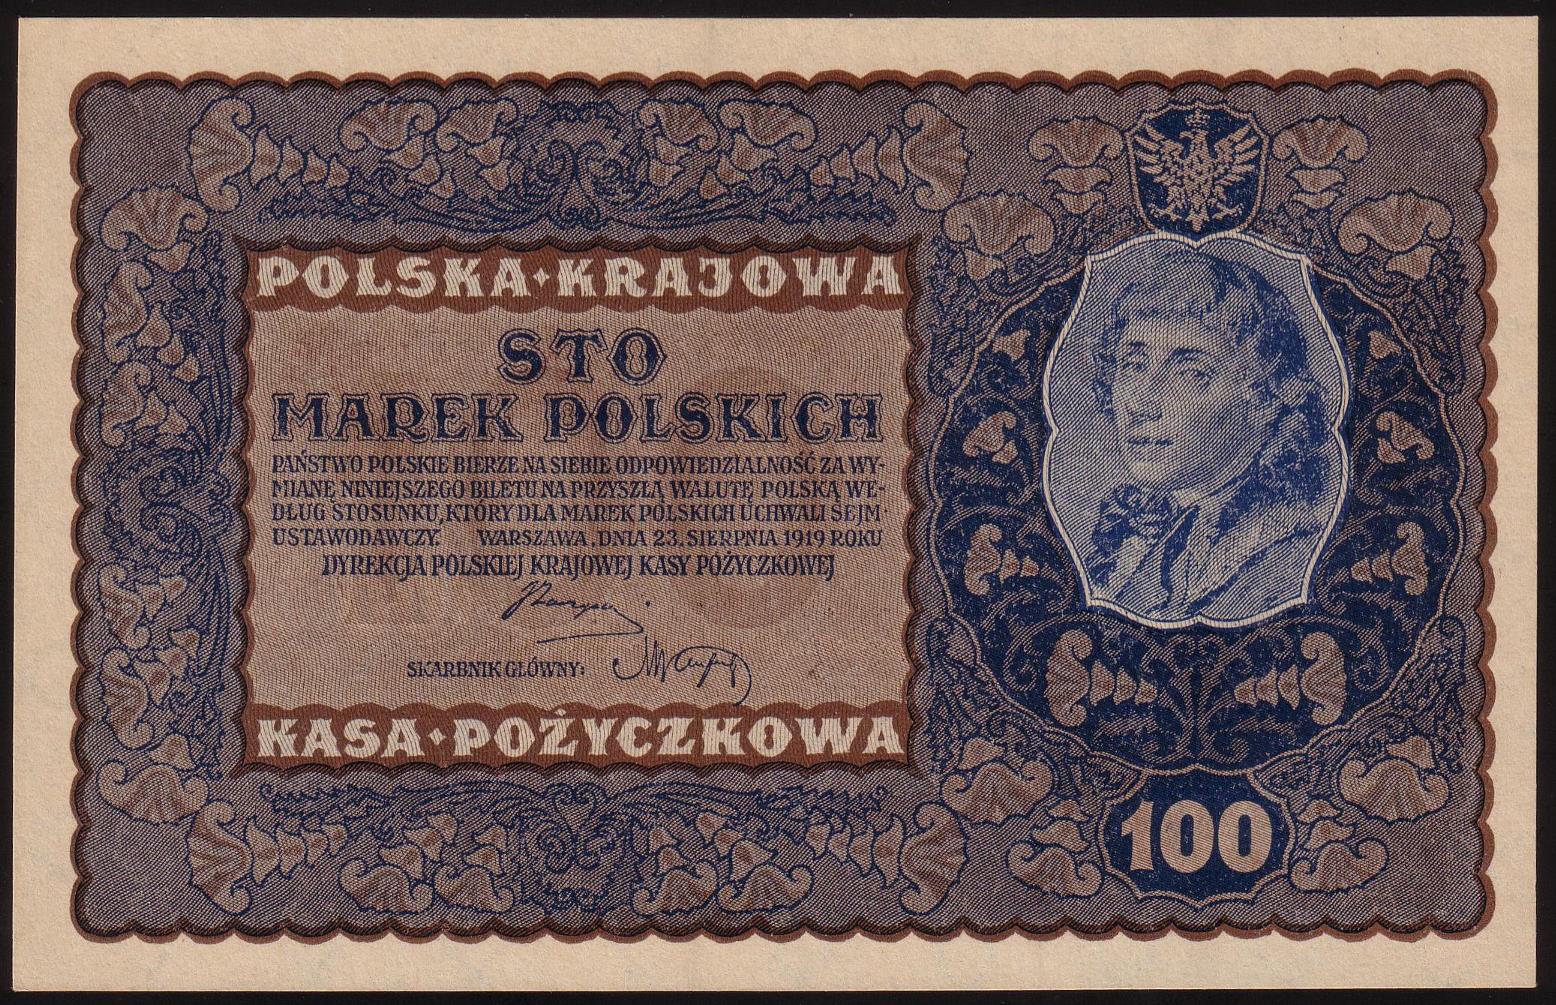 POLSKA • KRAJOWA
STO
MAREK POLSKICH
PAŃSTWO POLSKIE BIERZE NA SIEBIE ODPOWIEDZIALNOŚĆ ZA WY-
MIANĘ NINIEJSZEGO BILETU NA PRZYSZŁĄ WALUTĘ POLSKĄ WE-
DŁUG STOSUNKU, KTÓRY DLA MAREK POLSKICH UCHWALI SEJM
USTAWODAWCZY. WARSZAWA, DNIA 23. SIERPNIA 1919 ROKU
DYREKCJA POLSKIEJ KRAJOWEJ KASY POŻYCZKOWEJ
SKARBNIK GŁÓWNY:
KASA • POŻYCZKOWA
100